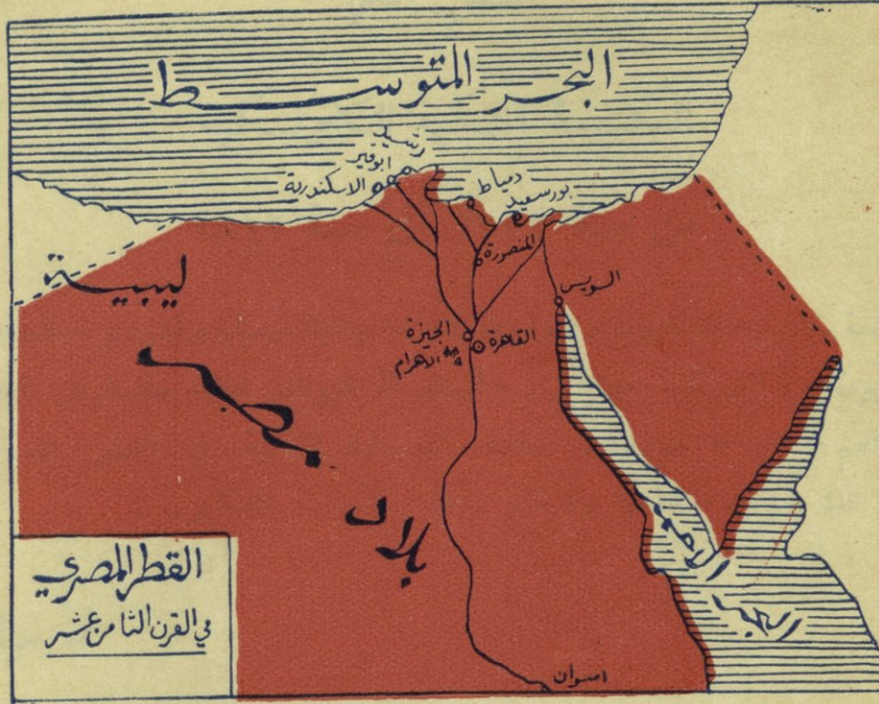 البحر المتوسط
رشيد
ابوقير
الاسكندرية
دمياط
بورسعيد
المنصورة
السويس
ليبية
الجيزة
القاهرة
الاهرام
بلاد
مصر
البحر
الاحمر
القطر المصري
في القرن الثامن عشر
اسوان